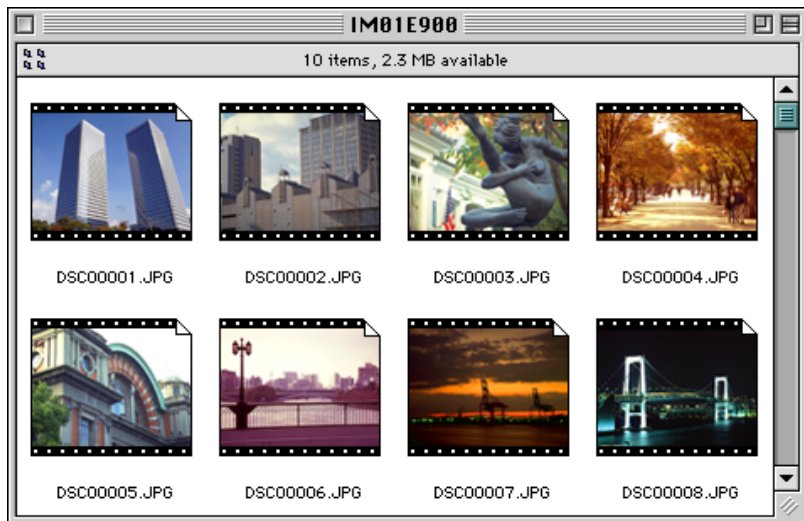 IM01E900
10 items, 2.3 MB available
DSC00001.JPG
DSC00002.JPG
DSC00003.JPG
DSC00004.JPG
DSC00005.JPG
DSC00006.JPG
DSC00007.JPG
DSC00008.JPG